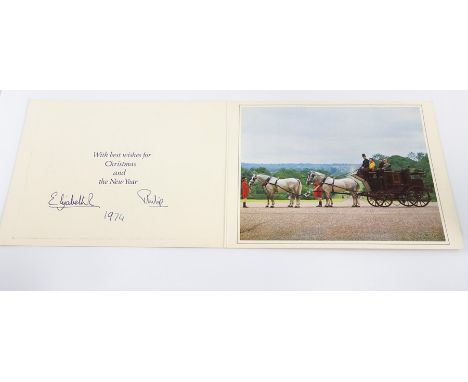 With best wishes for
Christmas
and
the New Year
Elizabeth R
Philip
1974